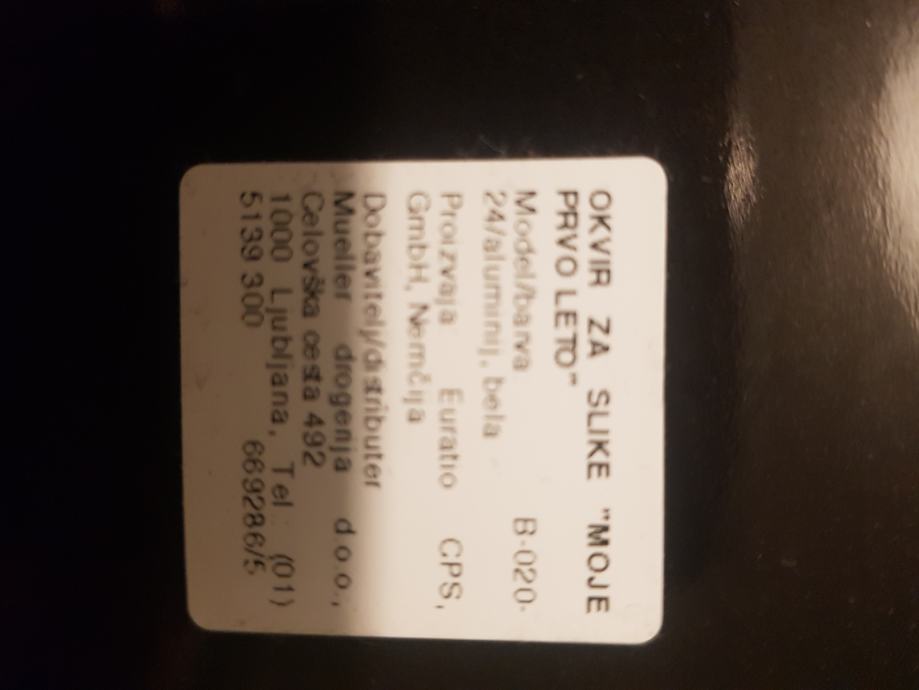 OKVIR ZA SLIKE "MOJE
PRVO LETO"
Model/barva B-020-
24/aluminij, bela
Proizvaja Euratio CPS,
GmbH, Nemčija
Dobavitelj/distributer
Mueller drogerija d.o.o.,
Celovška cesta 492
1000 Ljubljana, Tel.: (01)
5139 300 669286/5